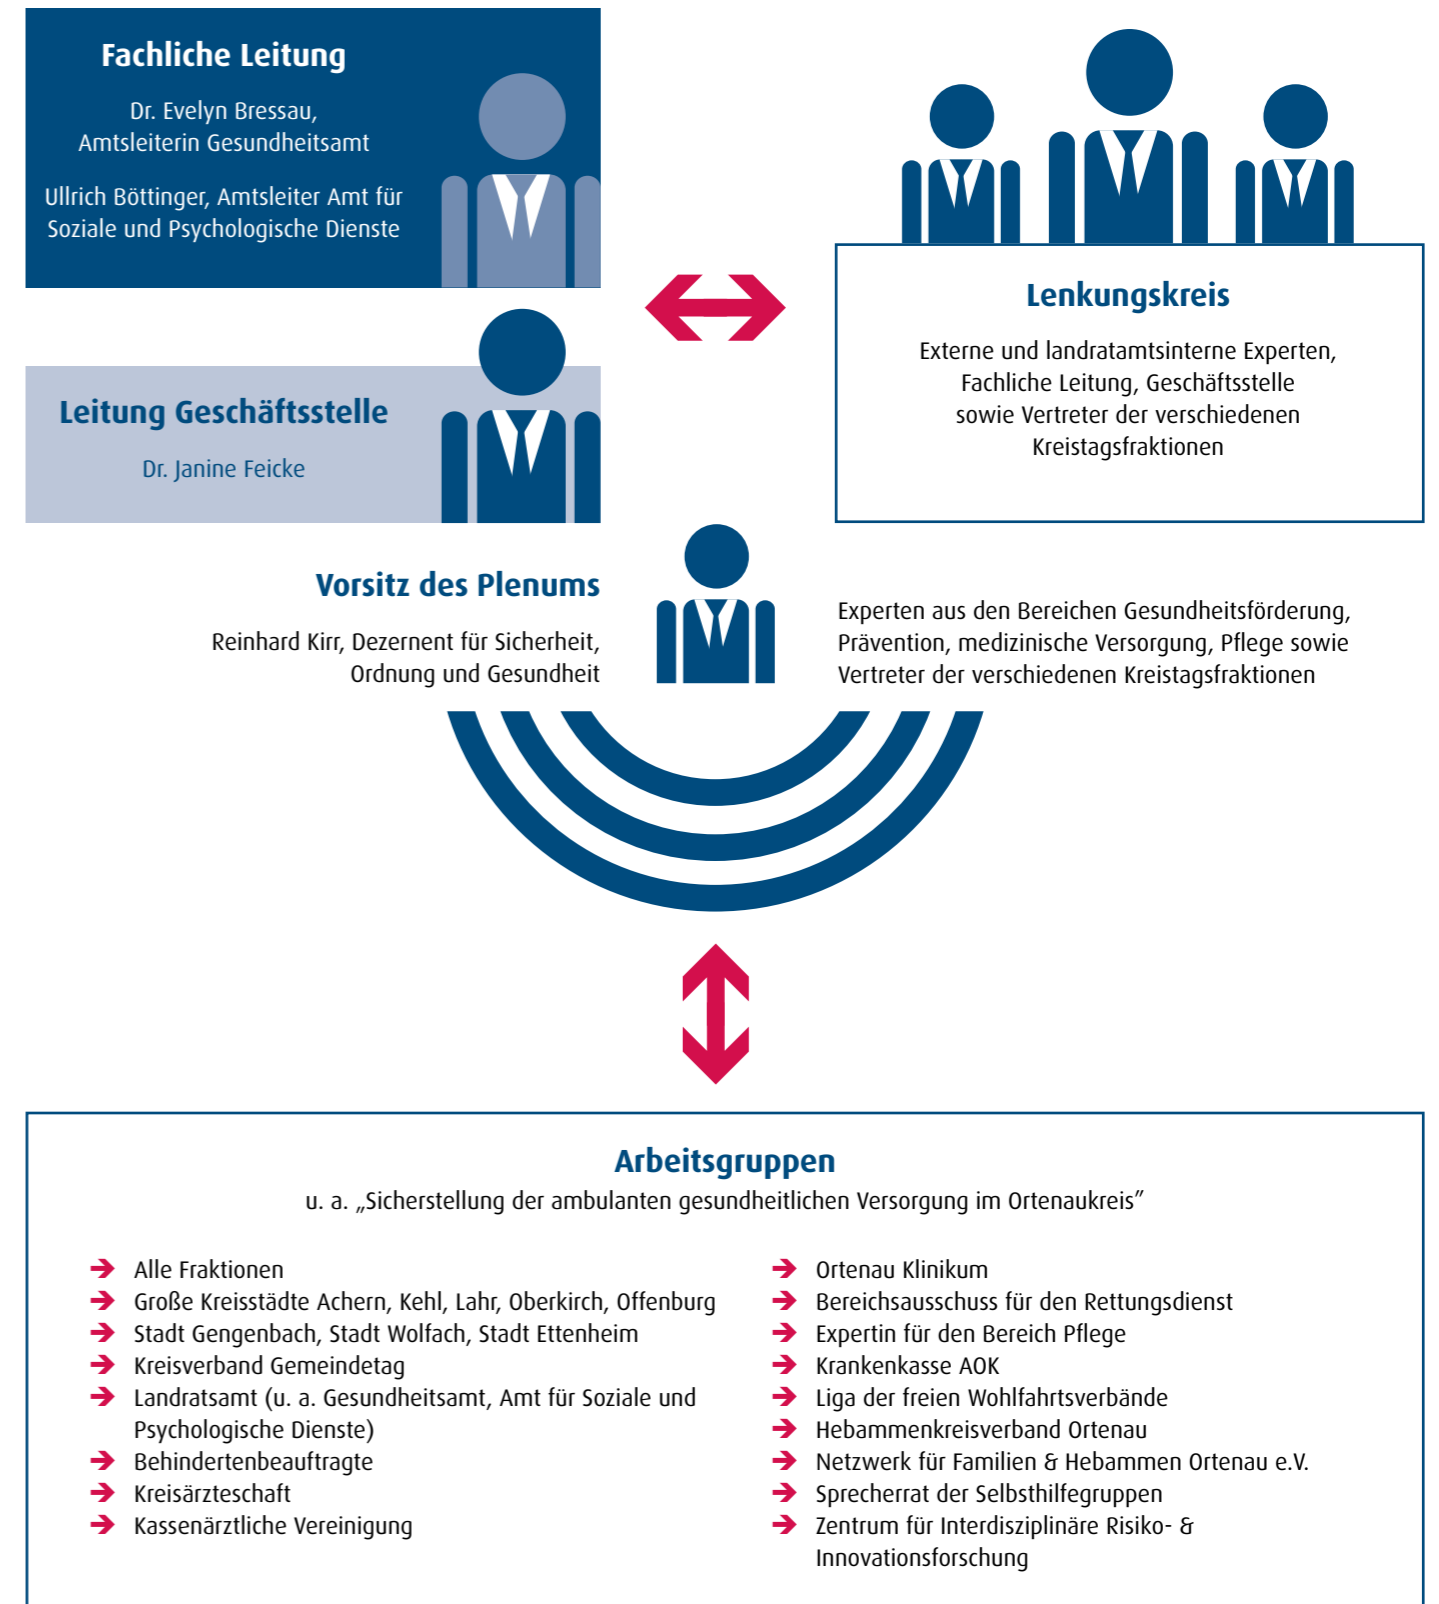 Fachliche Leitung
Dr. Evelyn Bressau,
Amtsleiterin Gesundheitsamt
Ullrich Böttinger, Amtsleiter Amt für
Soziale und Psychologische Dienste
Leitung Geschäftsstelle
Dr. Janine Feicke
Lenkungskreis
Externe und landratamtsinterne Experten,
Fachliche Leitung, Geschäftsstelle
sowie Vertreter der verschiedenen
Kreistagsfraktionen
Vorsitz des Plenums
Reinhard Kirr, Dezernent für Sicherheit,
Ordnung und Gesundheit
Experten aus den Bereichen Gesundheitsförderung,
Prävention, medizinische Versorgung, Pflege sowie
Vertreter der verschiedenen Kreistagsfraktionen
Arbeitsgruppen
u. a. „Sicherstellung der ambulanten gesundheitlichen Versorgung im Ortenaukreis”
➔ Alle Fraktionen
➔ Große Kreisstädte Achern, Kehl, Lahr, Oberkirch, Offenburg
➔ Stadt Gengenbach, Stadt Wolfach, Stadt Ettenheim
➔ Kreisverband Gemeindetag
➔ Landratsamt (u. a. Gesundheitsamt, Amt für Soziale und
Psychologische Dienste)
➔ Behindertenbeauftragte
➔ Kreisärzteschaft
➔ Kassenärztliche Vereinigung
➔ Ortenau Klinikum
➔ Bereichsausschuss für den Rettungsdienst
➔ Expertin für den Bereich Pflege
➔ Krankenkasse AOK
➔ Liga der freien Wohlfahrtsverbände
➔ Hebammenkreisverband Ortenau
➔ Netzwerk für Familien & Hebammen Ortenau e.V.
➔ Sprecherrat der Selbsthilfegruppen
➔ Zentrum für Interdisziplinäre Risiko- &
Innovationsforschung